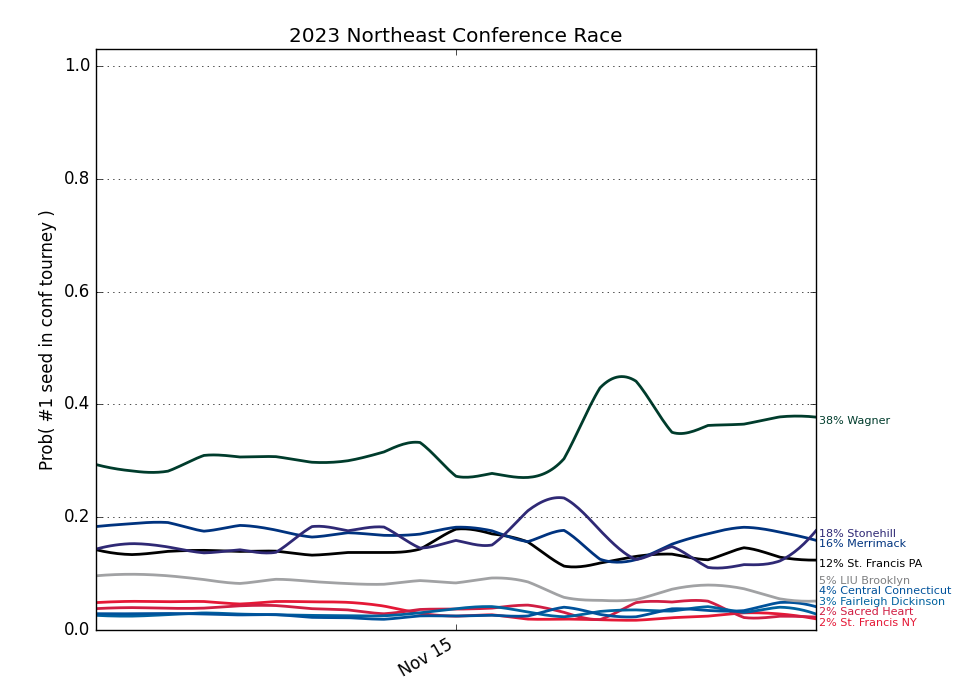 2023 Northeast Conference Race
Prob( #1 seed in conf tourney )
1.0
0.8
0.6
0.4
0.2
0.0
Nov 15
38% Wagner
18% Stonehill
16% Merrimack
12% St. Francis PA
5% LIU Brooklyn
4% Central Connecticut
3% Fairleigh Dickinson
2% Sacred Heart
2% St. Francis NY